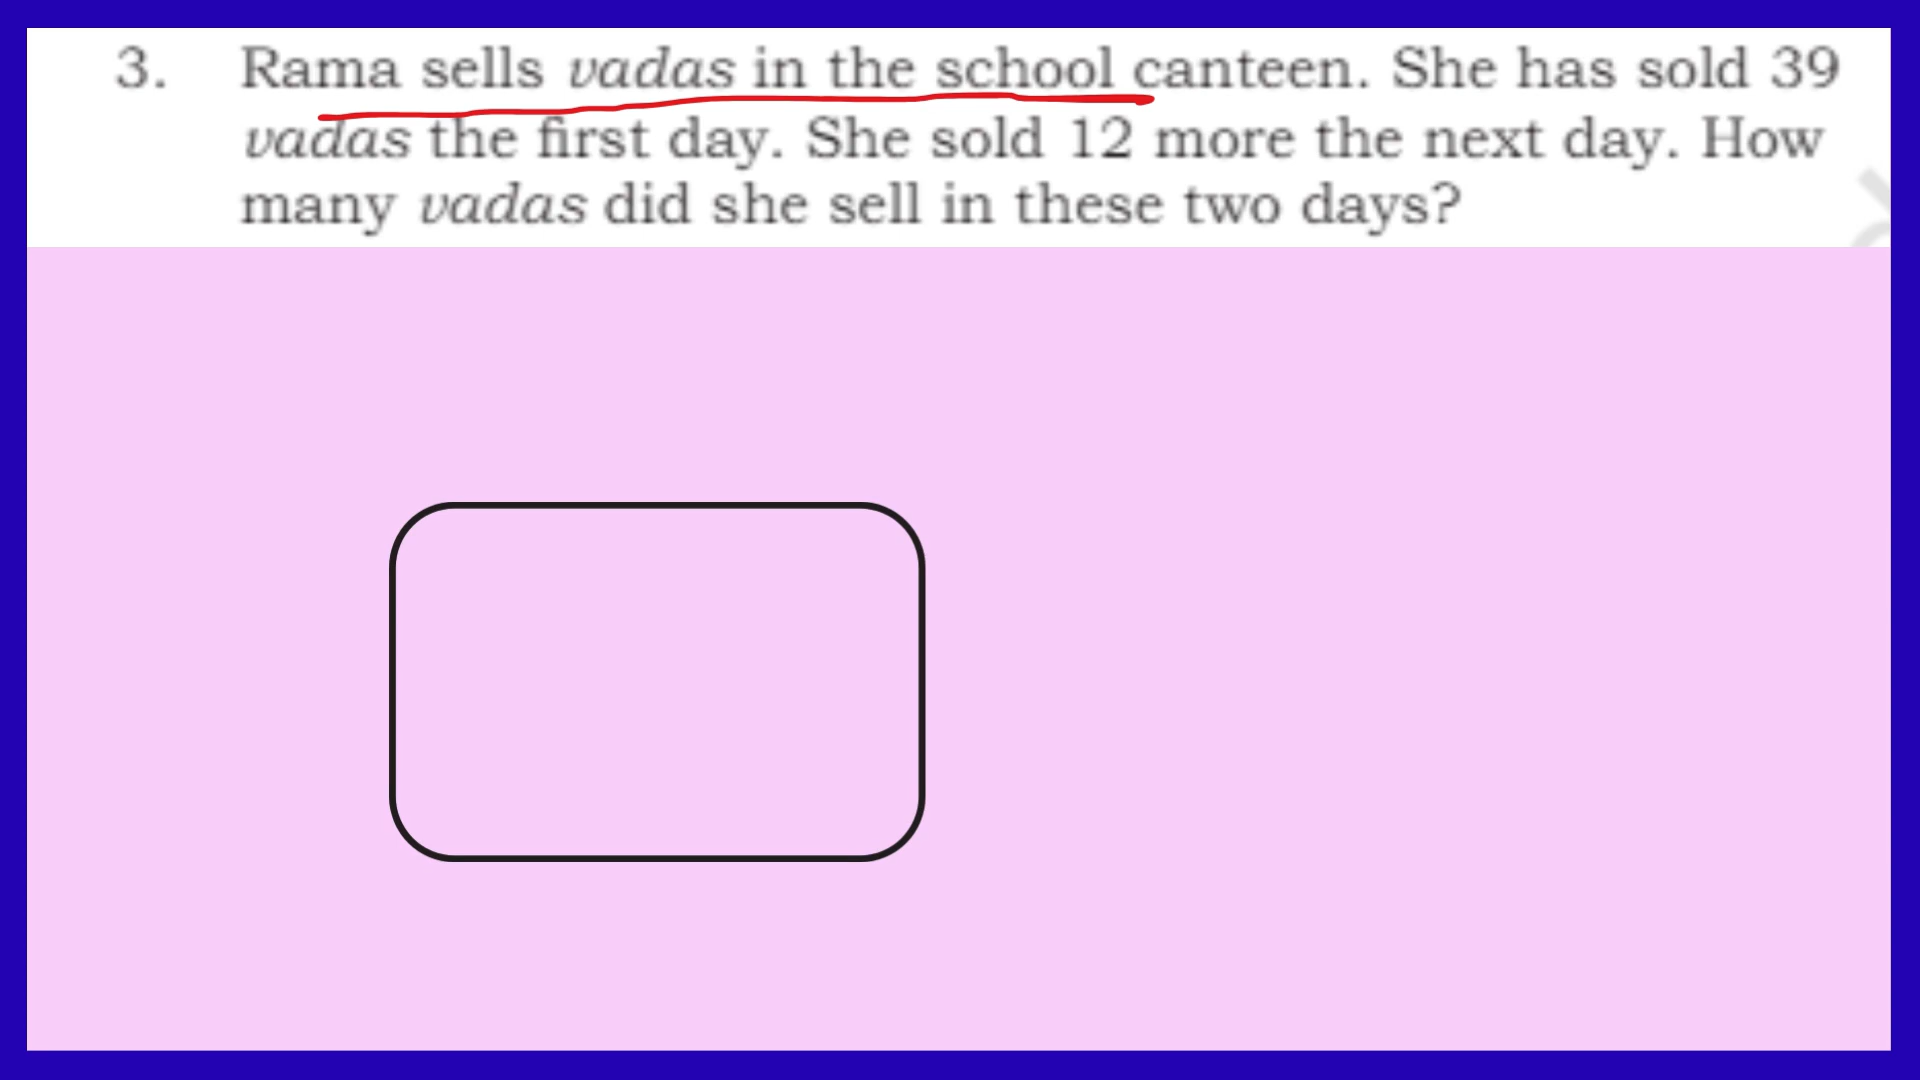 3. Rama sells vadas in the school canteen. She has sold 39
vadas the first day. She sold 12 more the next day. How
many vadas did she sell in these two days?